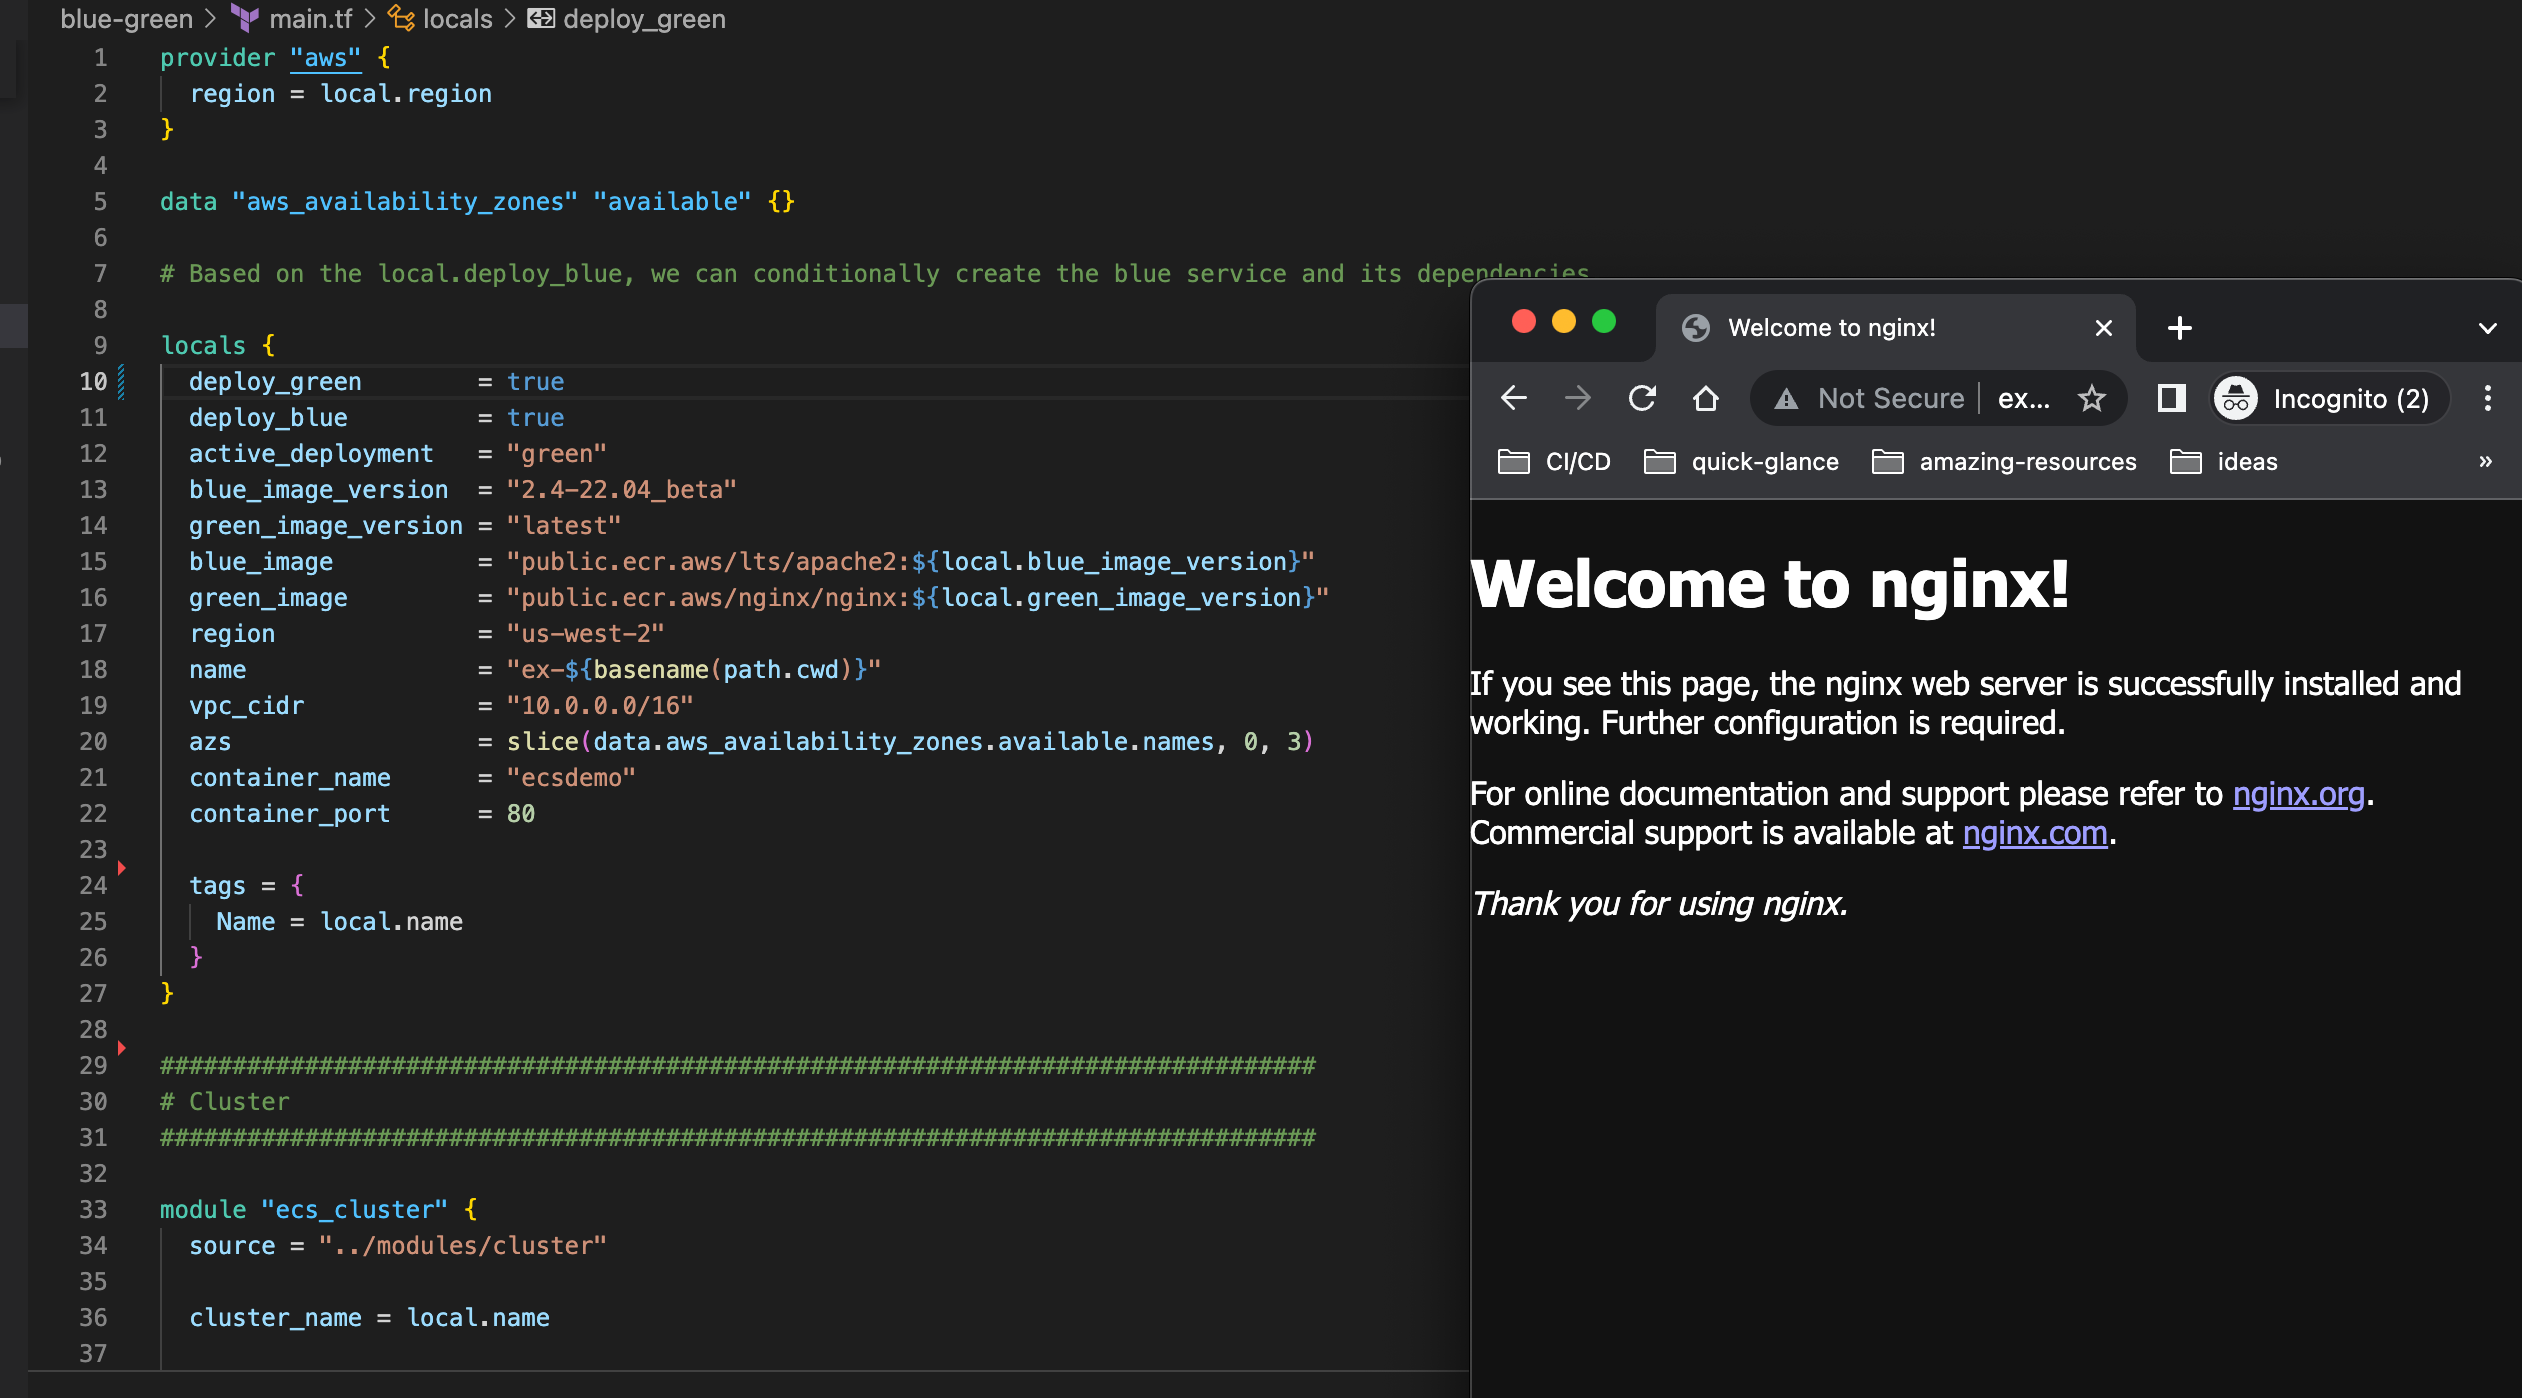 blue-green > main.tf > locals > deploy_green
1 provider "aws" {
2 region = local.region
3 }
4
5 data "aws_availability_zones" "available" {}
6
7 # Based on the local.deploy_blue, we can conditionally create the blue service and its dependencies
8
9 locals {
10 deploy_green = true
11 deploy_blue = true
12 active_deployment = "green"
13 blue_image_version = "2.4-22.04_beta"
14 green_image_version = "latest"
15 blue_image = "public.ecr.aws/lts/apache2:${local.blue_image_version}"
16 green_image = "public.ecr.aws/nginx/nginx:${local.green_image_version}"
17 region = "us-west-2"
18 name = "ex-${basename(path.cwd)}"
19 vpc_cidr = "10.0.0.0/16"
20 azs = slice(data.aws_availability_zones.available.names, 0, 3)
21 container_name = "ecsdemo"
22 container_port = 80
23
24 tags = {
25 Name = local.name
26 }
27 }
28
29 ################################################################################
30 # Cluster
31 ################################################################################
32
33 module "ecs_cluster" {
34 source = "../modules/cluster"
35
36 cluster_name = local.name
37
Welcome to nginx!
Not Secure | ex... Incognito (2)
CI/CD quick-glance amazing-resources ideas »
Welcome to nginx!
If you see this page, the nginx web server is successfully installed and
working. Further configuration is required.
For online documentation and support please refer to nginx.org.
Commercial support is available at nginx.com.
Thank you for using nginx.